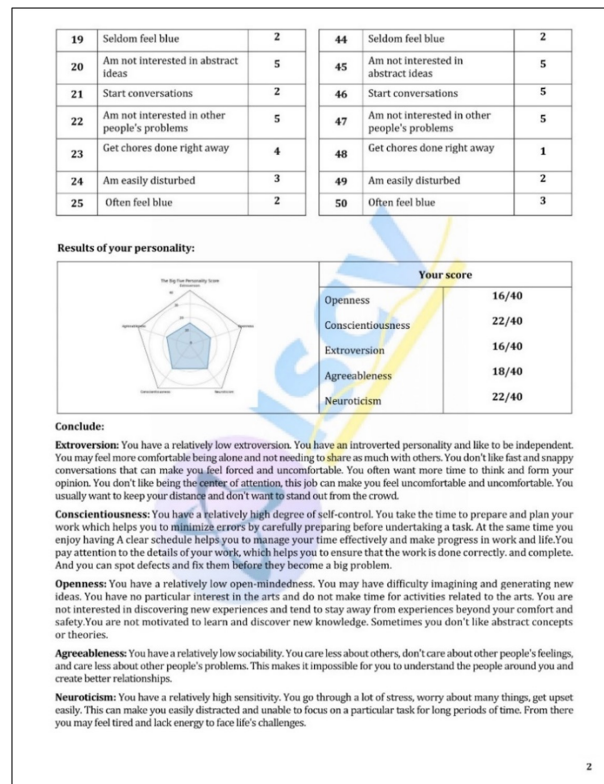 19 Seldom feel blue 2
20 Am not interested in abstract
ideas 5
21 Start conversations 2
22 Am not interested in other
people's problems 5
23 Get chores done right away 4
24 Am easily disturbed 3
25 Often feel blue 2
44 Seldom feel blue 2
45 Am not interested in
abstract ideas 5
46 Start conversations 5
47 Am not interested in other
people's problems 5
48 Get chores done right away 1
49 Am easily disturbed 2
50 Often feel blue 3
Results of your personality:
The Big Five Personality Score
Extroversion
Agreeableness
Openness
Conscientiousness
Neuroticism
Your score
Openness 16/40
Conscientiousness 22/40
Extroversion 16/40
Agreeableness 18/40
Neuroticism 22/40
Conclude:
Extroversion: You have a relatively low extroversion. You have an introverted personality and like to be independent.
You may feel more comfortable being alone and not needing to share as much with others. You don't like fast and snappy
conversations that can make you feel forced and uncomfortable. You often want more time to think and form your
opinion. You don't like being the center of attention, this job can make you feel uncomfortable and uncomfortable. You
usually want to keep your distance and don't want to stand out from the crowd.
Conscientiousness: You have a relatively high degree of self-control. You take the time to prepare and plan your
work which helps you to minimize errors by carefully preparing before undertaking a task. At the same time you
enjoy having A clear schedule helps you to manage your time effectively and make progress in work and life.You
pay attention to the details of your work, which helps you to ensure that the work is done correctly. and complete.
And you can spot defects and fix them before they become a big problem.
Openness: You have a relatively low open-mindedness. You may have difficulty imagining and generating new
ideas. You have no particular interest in the arts and do not make time for activities related to the arts. You are
not interested in discovering new experiences and tend to stay away from experiences beyond your comfort and
safety.You are not motivated to learn and discover new knowledge. Sometimes you don't like abstract concepts
or theories.
Agreeableness: You have a relatively low sociability. You care less about others, don't care about other people's feelings,
and care less about other people's problems. This makes it impossible for you to understand the people around you and
create better relationships.
Neuroticism: You have a relatively high sensitivity. You go through a lot of stress, worry about many things, get upset
easily. This can make you easily distracted and unable to focus on a particular task for long periods of time. From there
you may feel tired and lack energy to face life's challenges.
DISCV
2